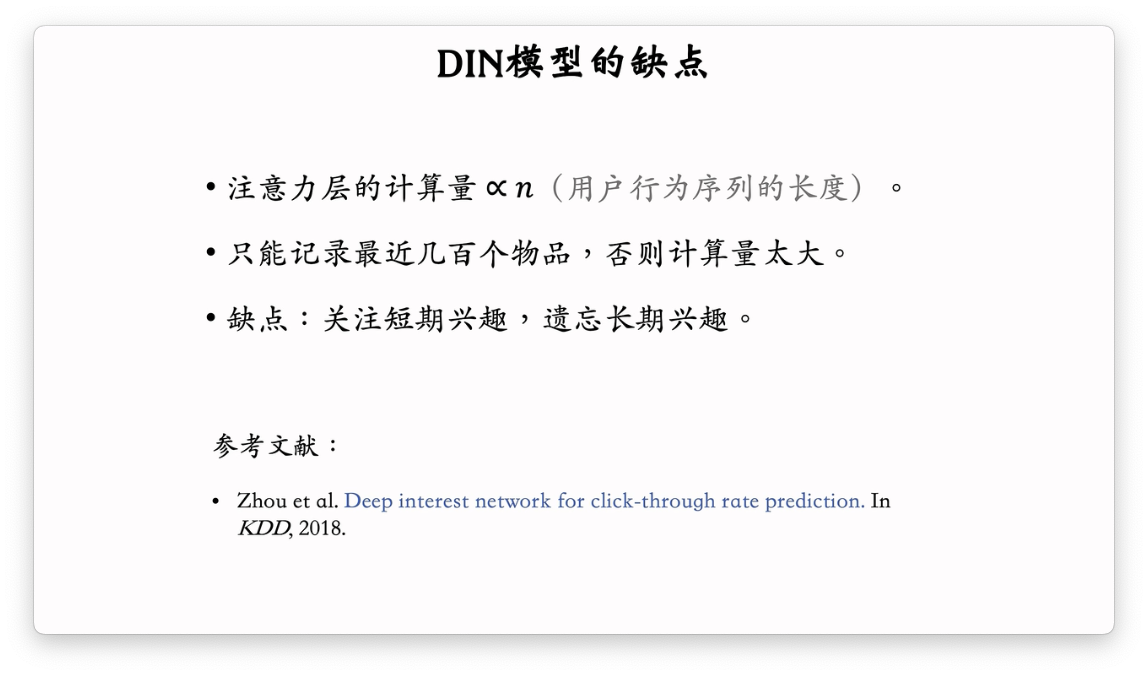 DIN模型的缺点
• 注意力层的计算量 ∝ n（用户行为序列的长度）。
• 只能记录最近几百个物品，否则计算量太大。
• 缺点：关注短期兴趣，遗忘长期兴趣。
参考文献：
• Zhou et al. Deep interest network for click-through rate prediction. In
KDD, 2018.